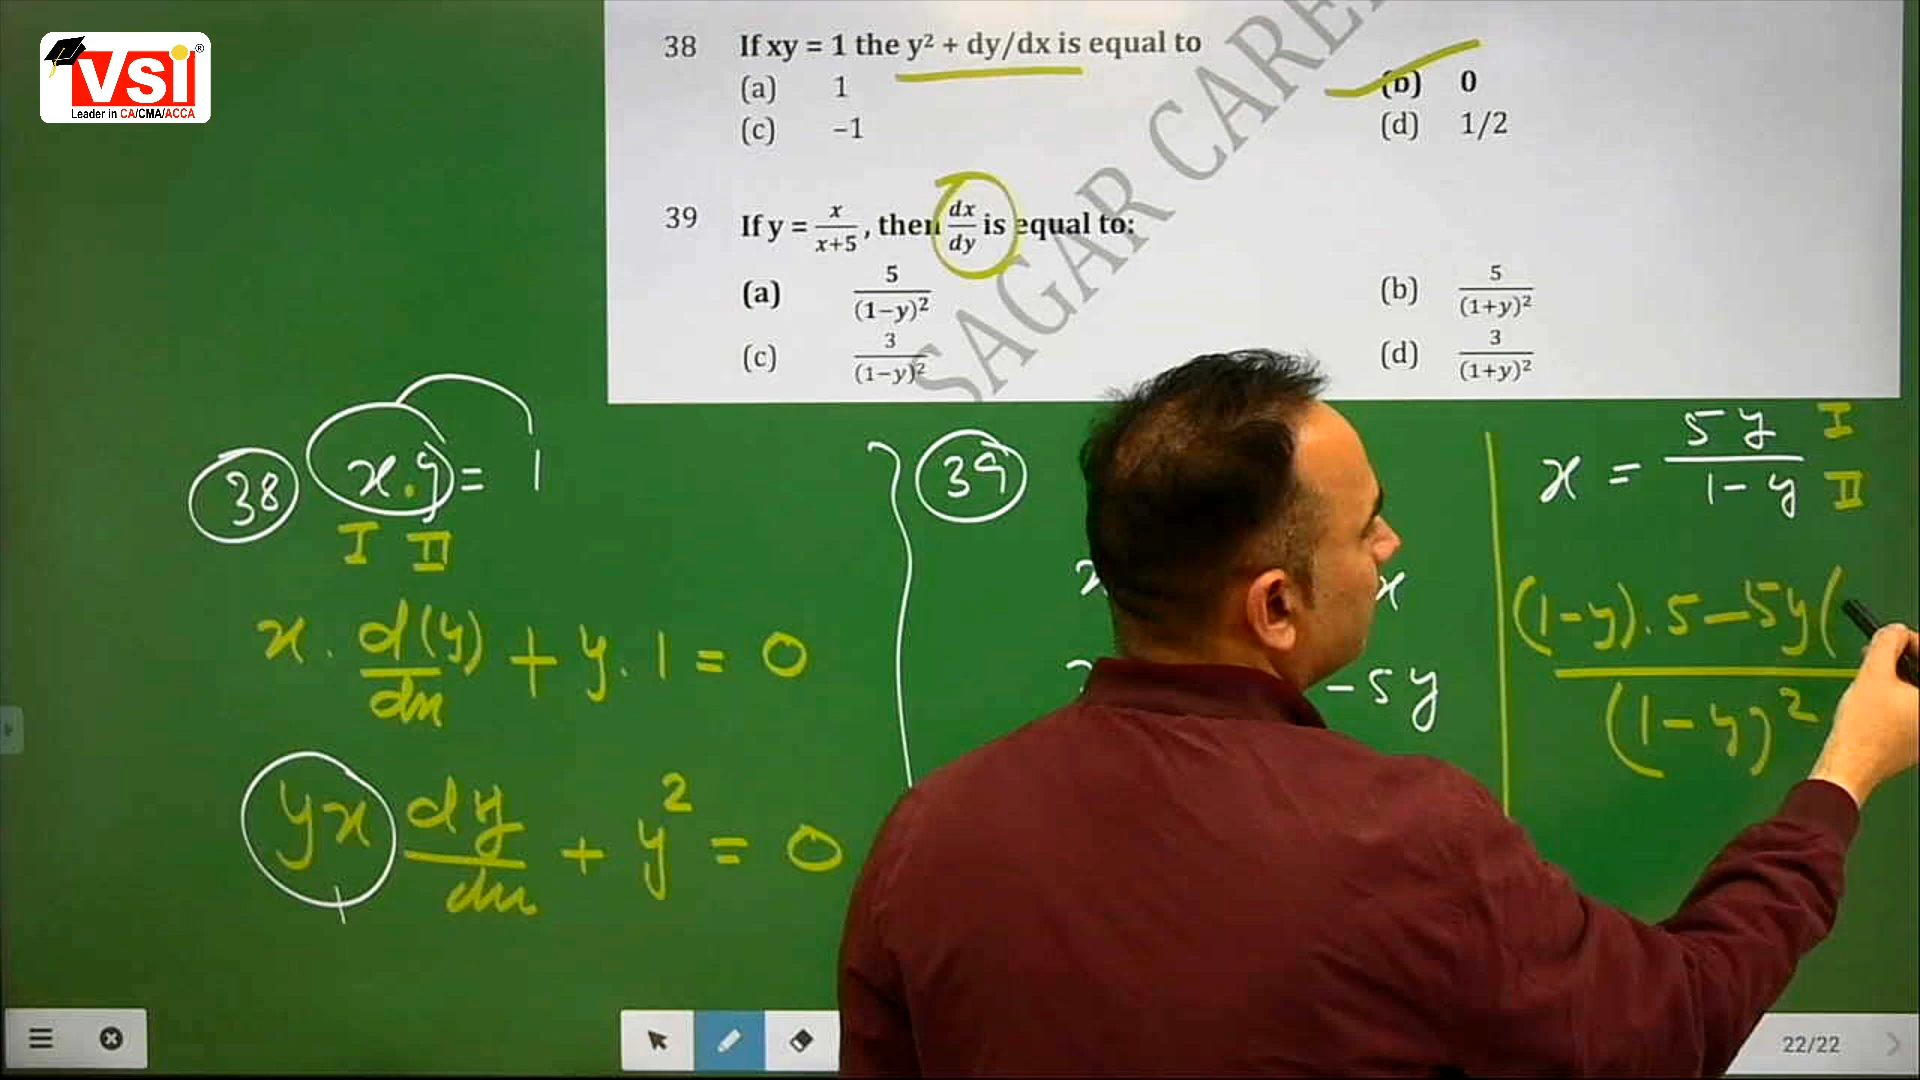 VSI®
Leader in CA/CMA/ACCA
SAGAR CAREE
38 If xy = 1 the y² + dy/dx is equal to
(a) 1 (b) 0
(c) −1 (d) 1/2
39 If y = x/(x+5), then dx/dy is equal to:
(a) 5/(1−y)² (b) 5/(1+y)²
(c) 3/(1−y)² (d) 3/(1+y)²
38 x.y = 1
I II
x . d(y)/dx + y . 1 = 0
yx dy/dx + y² = 0
39
x
-5y
x = 5y/1-y I II
(1-y).5-5y(
(1-y)²
22/22